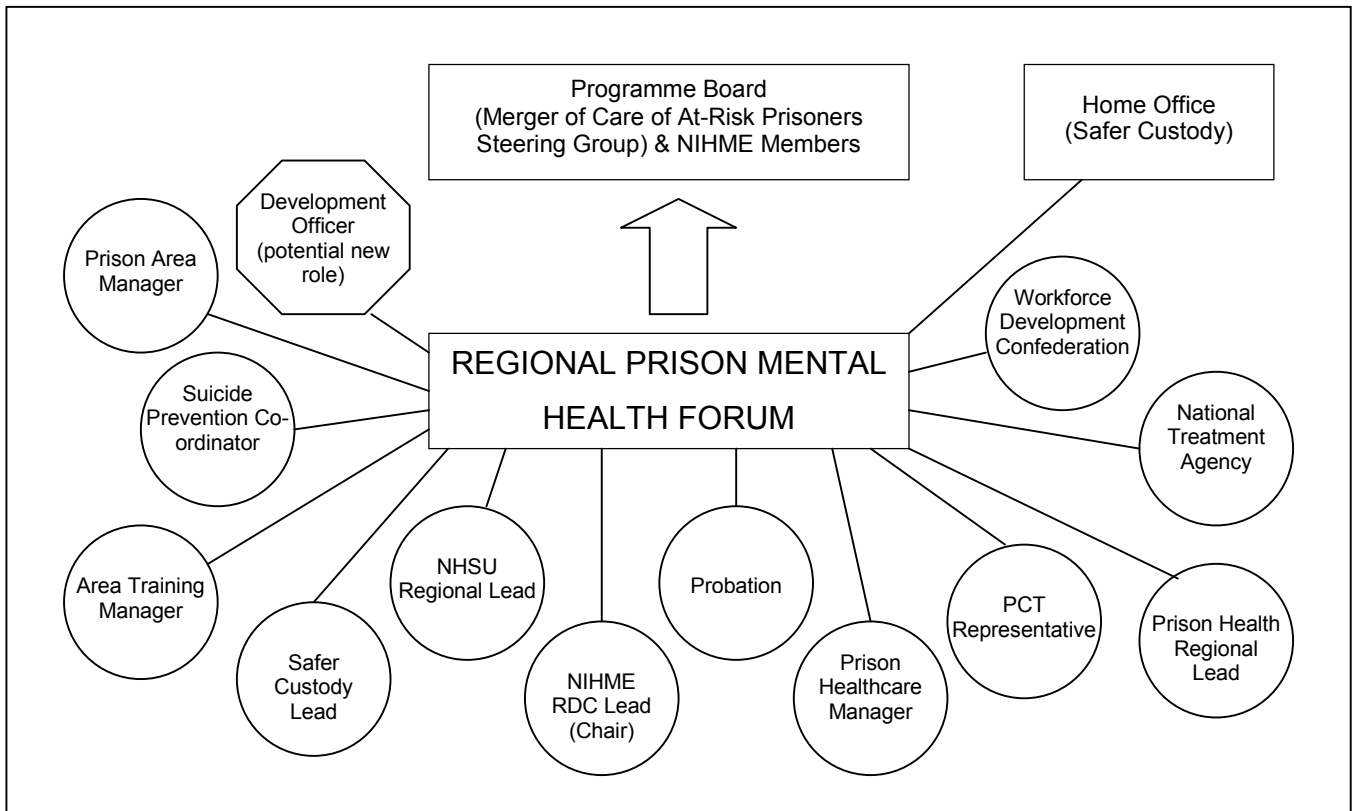 Programme Board
(Merger of Care of At-Risk Prisoners
Steering Group) & NIHME Members
Home Office
(Safer Custody)
Development
Officer
(potential new
role)
Prison Area
Manager
Workforce
Development
Confederation
REGIONAL PRISON MENTAL
HEALTH FORUM
Suicide
Prevention Co-
ordinator
National
Treatment
Agency
Area Training
Manager
Safer
Custody
Lead
NHSU
Regional Lead
NIHME
RDC Lead
(Chair)
Probation
Prison
Healthcare
Manager
PCT
Representative
Prison Health
Regional
Lead